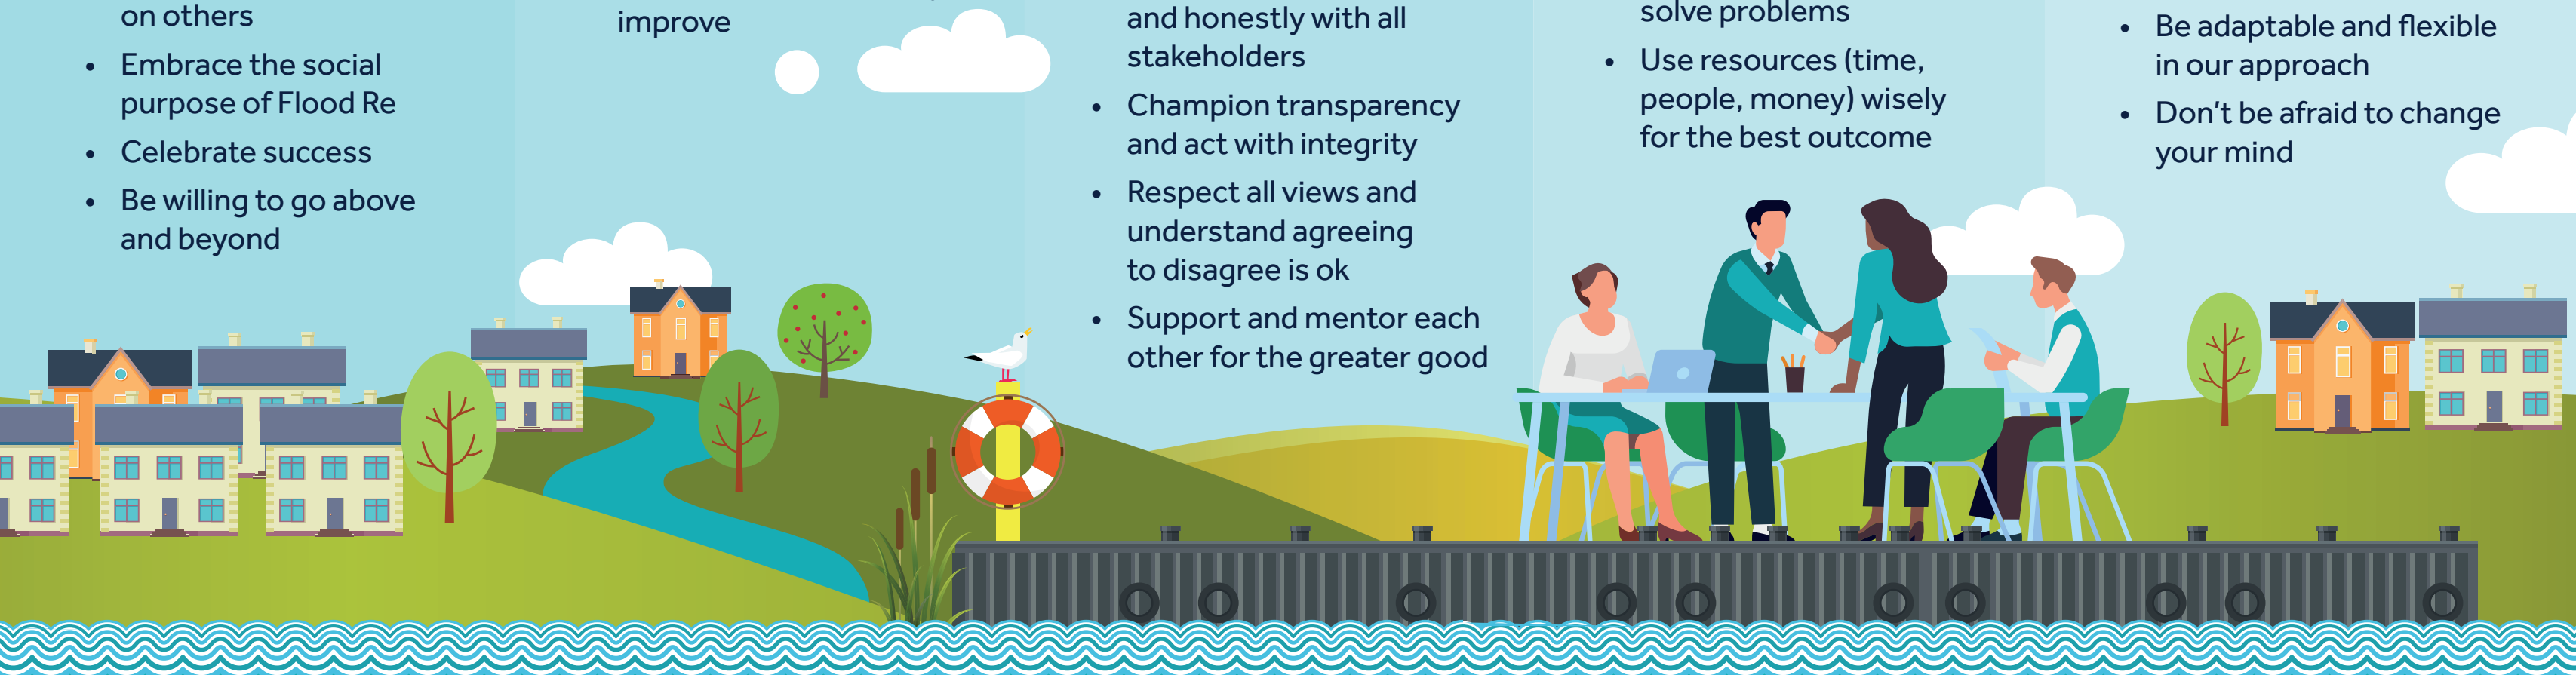 on others
• Embrace the social
purpose of Flood Re
• Celebrate success
• Be willing to go above
and beyond
improve
and honestly with all
stakeholders
• Champion transparency
and act with integrity
• Respect all views and
understand agreeing
to disagree is ok
• Support and mentor each
other for the greater good
solve problems
• Use resources (time,
people, money) wisely
for the best outcome
• Be adaptable and flexible
in our approach
• Don't be afraid to change
your mind